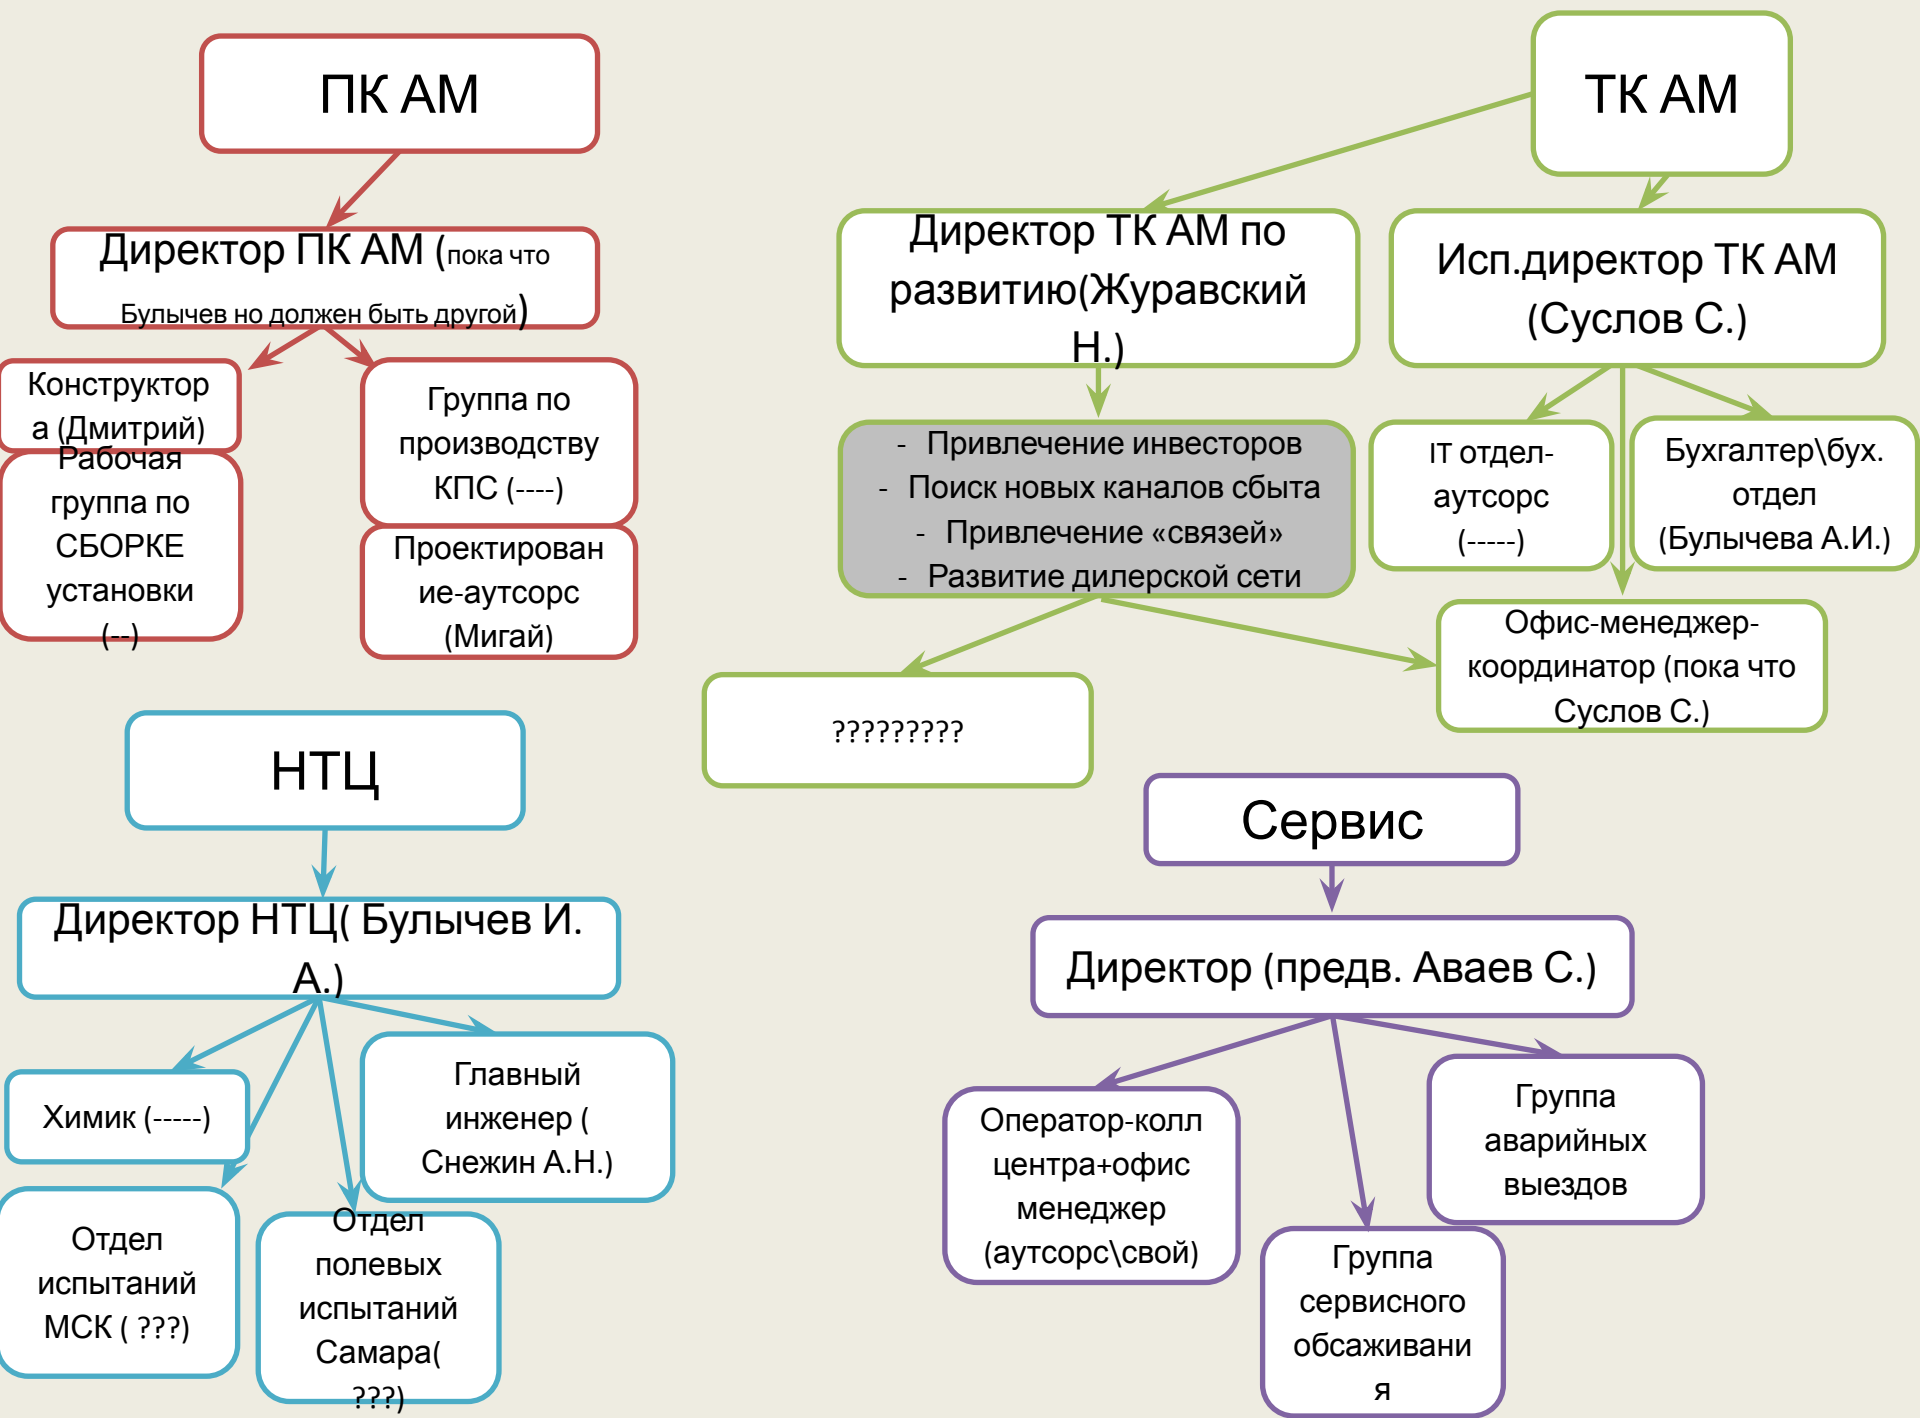 ПК АМ
Директор ПК АМ (пока что
Булычев но должен быть другой)
Конструктор
а (Дмитрий)
Рабочая
группа по
СБОРКЕ
установки
(--)
Группа по
производству
КПС (----)
Проектирован
ие-аутсорс
(Мигай)
ТК АМ
Директор ТК АМ по
развитию(Журавский
Н.)
Исп.директор ТК АМ
(Суслов С.)
- Привлечение инвесторов
- Поиск новых каналов сбыта
- Привлечение «связей»
- Развитие дилерской сети
IT отдел-
аутсорс
(-----)
Бухгалтер\бух.
отдел
(Булычева А.И.)
?????????
Офис-менеджер-
координатор (пока что
Суслов С.)
НТЦ
Директор НТЦ( Булычев И.
А.)
Химик (-----)
Главный
инженер (
Снежин А.Н.)
Отдел
испытаний
МСК ( ???)
Отдел
полевых
испытаний
Самара(
???)
Сервис
Директор (предв. Аваев С.)
Оператор-колл
центра+офис
менеджер
(аутсорс\свой)
Группа
сервисного
обсаживани
я
Группа
аварийных
выездов